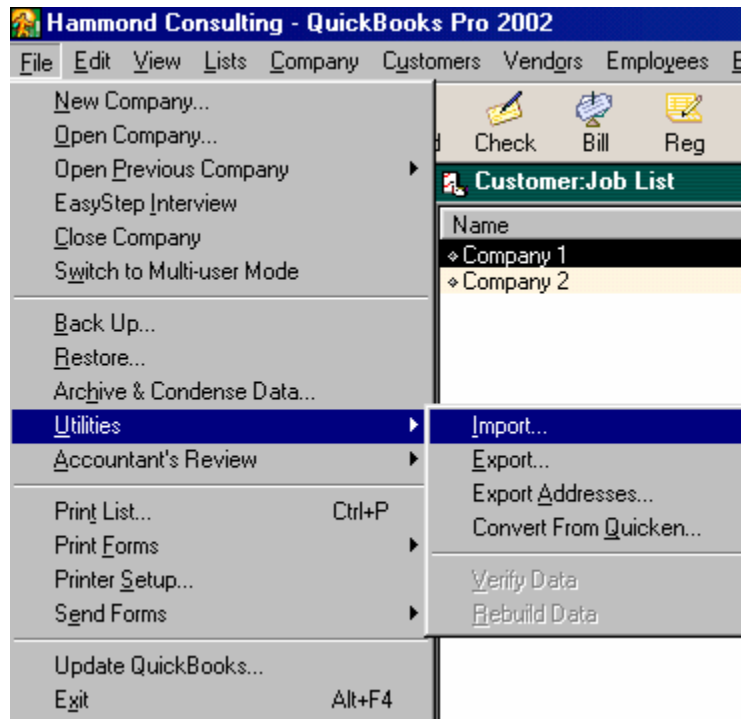 Hammond Consulting - QuickBooks Pro 2002
File Edit View Lists Company Customers Vendors Employees
Check Bill Reg
Customer:Job List
Name
Company 1
Company 2
New Company...
Open Company...
Open Previous Company
EasyStep Interview
Close Company
Switch to Multi-user Mode
Back Up...
Restore...
Archive & Condense Data...
Utilities
Accountant's Review
Print List... Ctrl+P
Print Forms
Printer Setup...
Send Forms
Update QuickBooks...
Exit Alt+F4
Import...
Export...
Export Addresses...
Convert From Quicken...
Verify Data
Rebuild Data